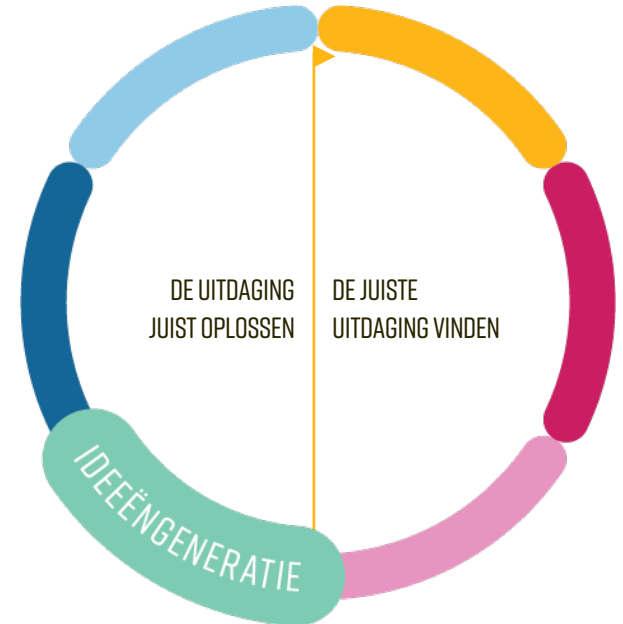 DE UITDAGING
JUIST OPLOSSEN
DE JUISTE
UITDAGING VINDEN
IDEEËNGENERATIE